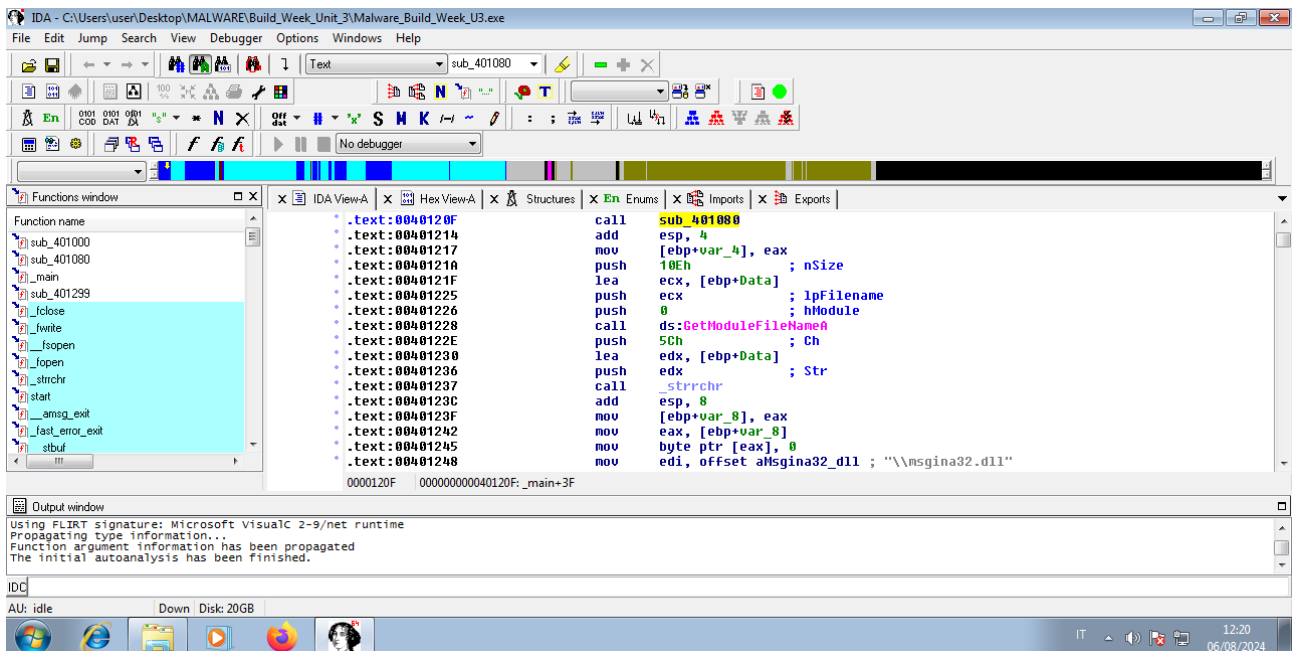 IDA - C:\Users\user\Desktop\MALWARE\Build_Week_Unit_3\Malware_Build_Week_U3.exe
File Edit Jump Search View Debugger Options Windows Help
Text sub_401080
En
No debugger
Functions window
IDA View-A Hex View-A Structures En Enums Imports Exports
Function name
sub_401000
sub_401080
_main
sub_401299
_fclose
_fwrite
__fsopen
_fopen
_strrchr
start
__amsg_exit
_fast_error_exit
__stbuf
.text:0040120F call sub_401080
.text:00401214 add esp, 4
.text:00401217 mov [ebp+var_4], eax
.text:0040121A push 10Eh ; nSize
.text:0040121F lea ecx, [ebp+Data]
.text:00401225 push ecx ; lpFilename
.text:00401226 push 0 ; hModule
.text:00401228 call ds:GetModuleFileNameA
.text:0040122E push 5Ch ; Ch
.text:00401230 lea edx, [ebp+Data]
.text:00401236 push edx ; Str
.text:00401237 call _strrchr
.text:0040123C add esp, 8
.text:0040123F mov [ebp+var_8], eax
.text:00401242 mov eax, [ebp+var_8]
.text:00401245 mov byte ptr [eax], 0
.text:00401248 mov edi, offset aMsgina32_dll ; "\\msgina32.dll"
0000120F 000000000040120F: _main+3F
Output window
Using FLIRT signature: Microsoft VisualC 2-9/net runtime
Propagating type information...
Function argument information has been propagated
The initial autoanalysis has been finished.
IDC
AU: idle Down Disk: 20GB
IT 12:20
06/08/2024